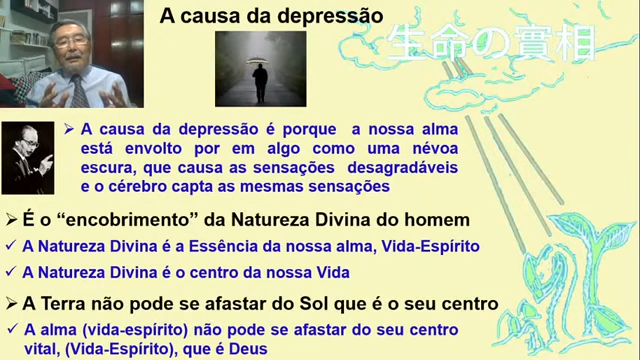 A causa da depressão
生命の實相
A causa da depressão é porque a nossa alma
está envolto por em algo como uma névoa
escura, que causa as sensações desagradáveis
e o cérebro capta as mesmas sensações
É o “encobrimento” da Natureza Divina do homem
A Natureza Divina é a Essência da nossa alma, Vida-Espírito
A Natureza Divina é o centro da nossa Vida
A Terra não pode se afastar do Sol que é o seu centro
A alma (vida-espírito) não pode se afastar do seu centro
vital, (Vida-Espírito), que é Deus